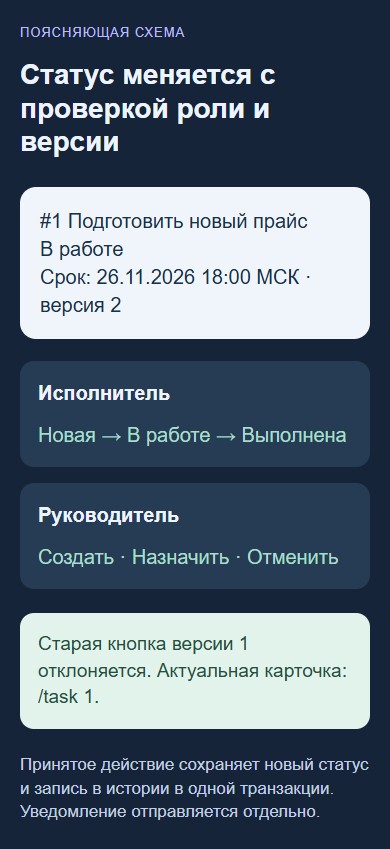 ПОЯСНЯЮЩАЯ СХЕМА
Статус меняется с
проверкой роли и
версии
#1 Подготовить новый прайс
В работе
Срок: 26.11.2026 18:00 МСК ·
версия 2
Исполнитель
Новая → В работе → Выполнена
Руководитель
Создать · Назначить · Отменить
Старая кнопка версии 1
отклоняется. Актуальная карточка:
/task 1.
Принятое действие сохраняет новый статус
и запись в истории в одной транзакции.
Уведомление отправляется отдельно.